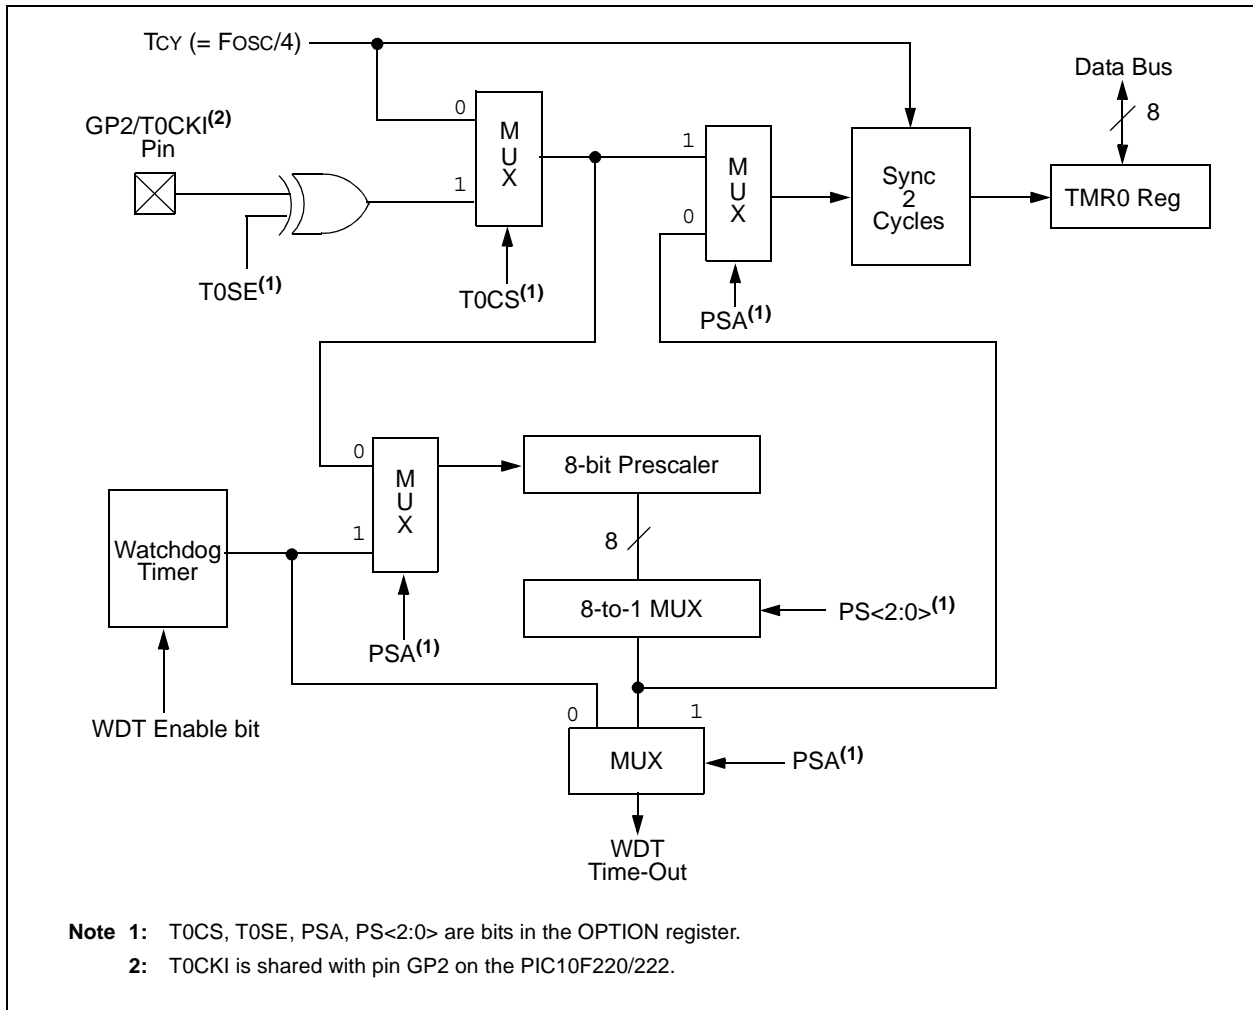 TCY (= FOSC/4)
Data Bus
8
GP2/T0CKI(2)
Pin
0
1
M
U
X
1
0
M
U
X
Sync
2
Cycles
TMR0 Reg
T0SE(1)
T0CS(1)
PSA(1)
0
1
M
U
X
8-bit Prescaler
Watchdog
Timer
8
8-to-1 MUX
PS<2:0>(1)
PSA(1)
WDT Enable bit
0
1
MUX
PSA(1)
WDT
Time-Out
Note 1: T0CS, T0SE, PSA, PS<2:0> are bits in the OPTION register.
2: T0CKI is shared with pin GP2 on the PIC10F220/222.